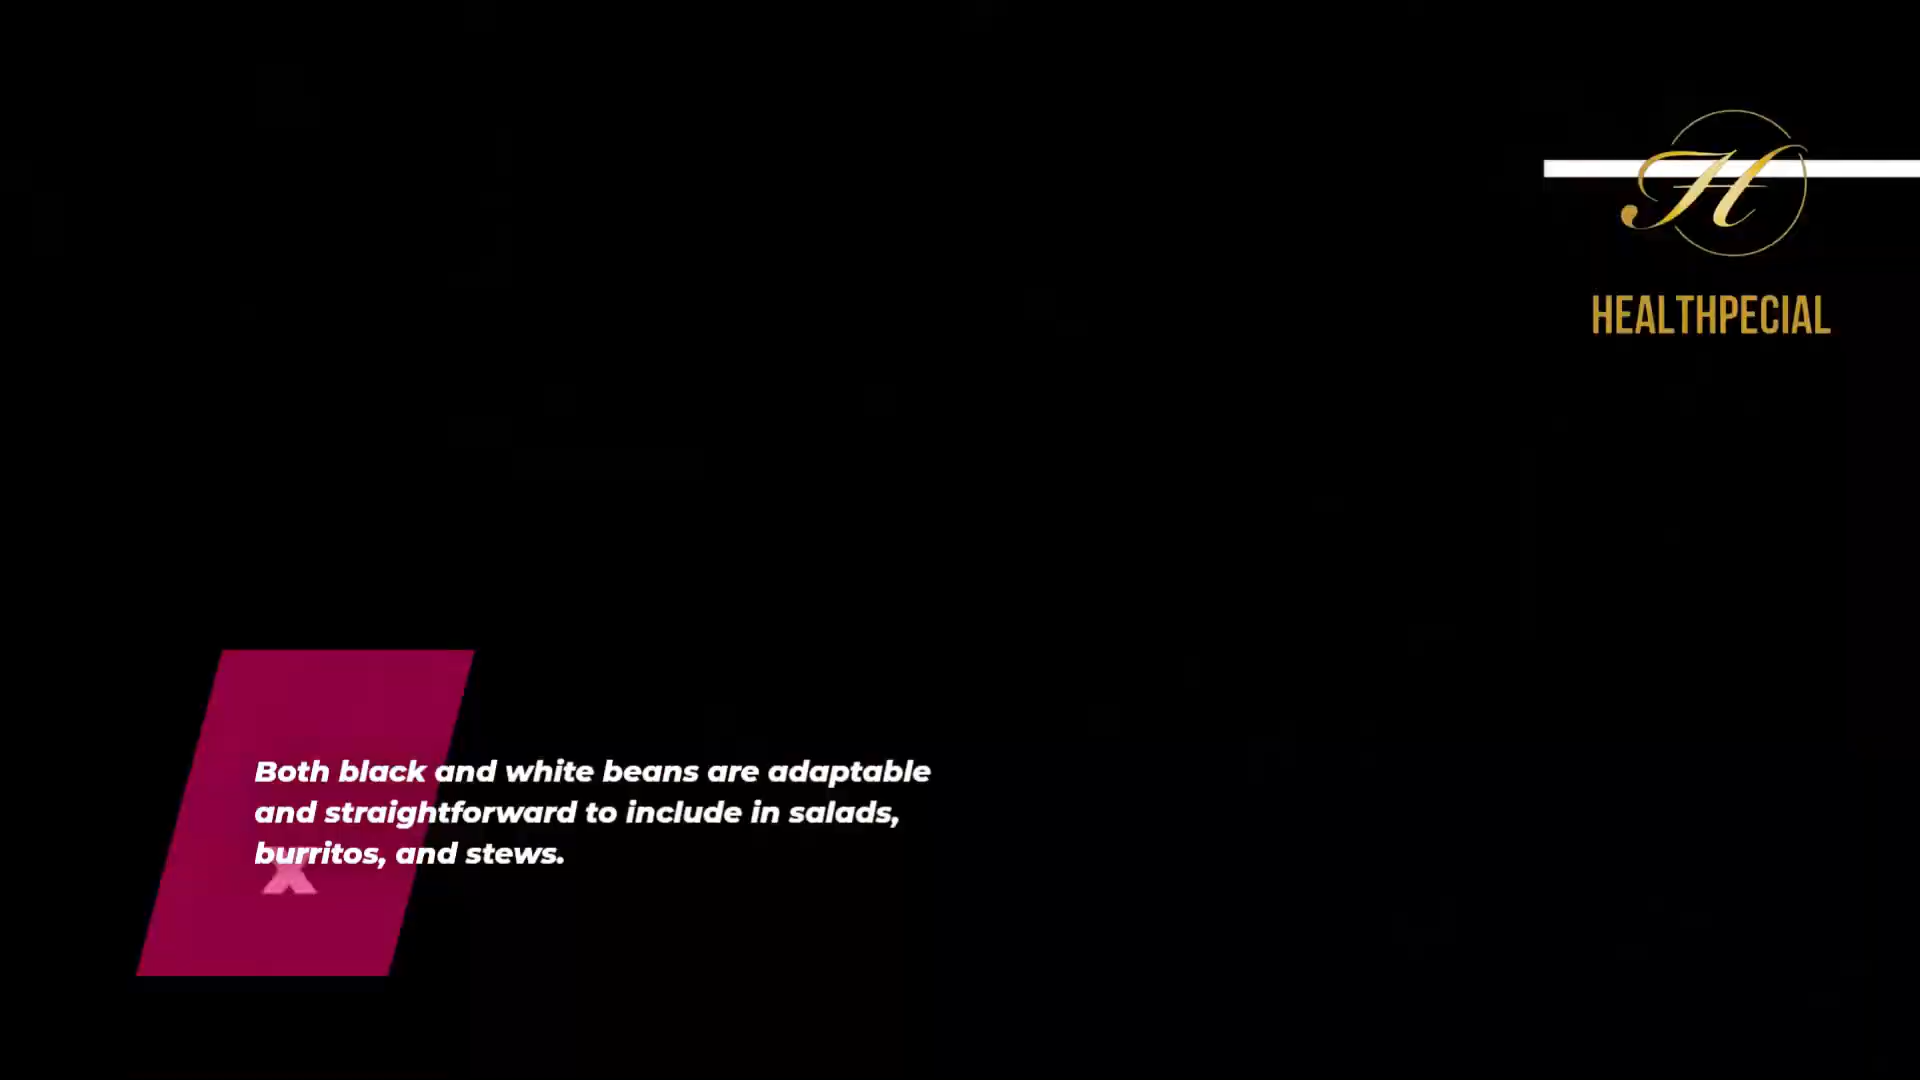 H
HEALTHPECIAL
Both black and white beans are adaptable
and straightforward to include in salads,
burritos, and stews.
x